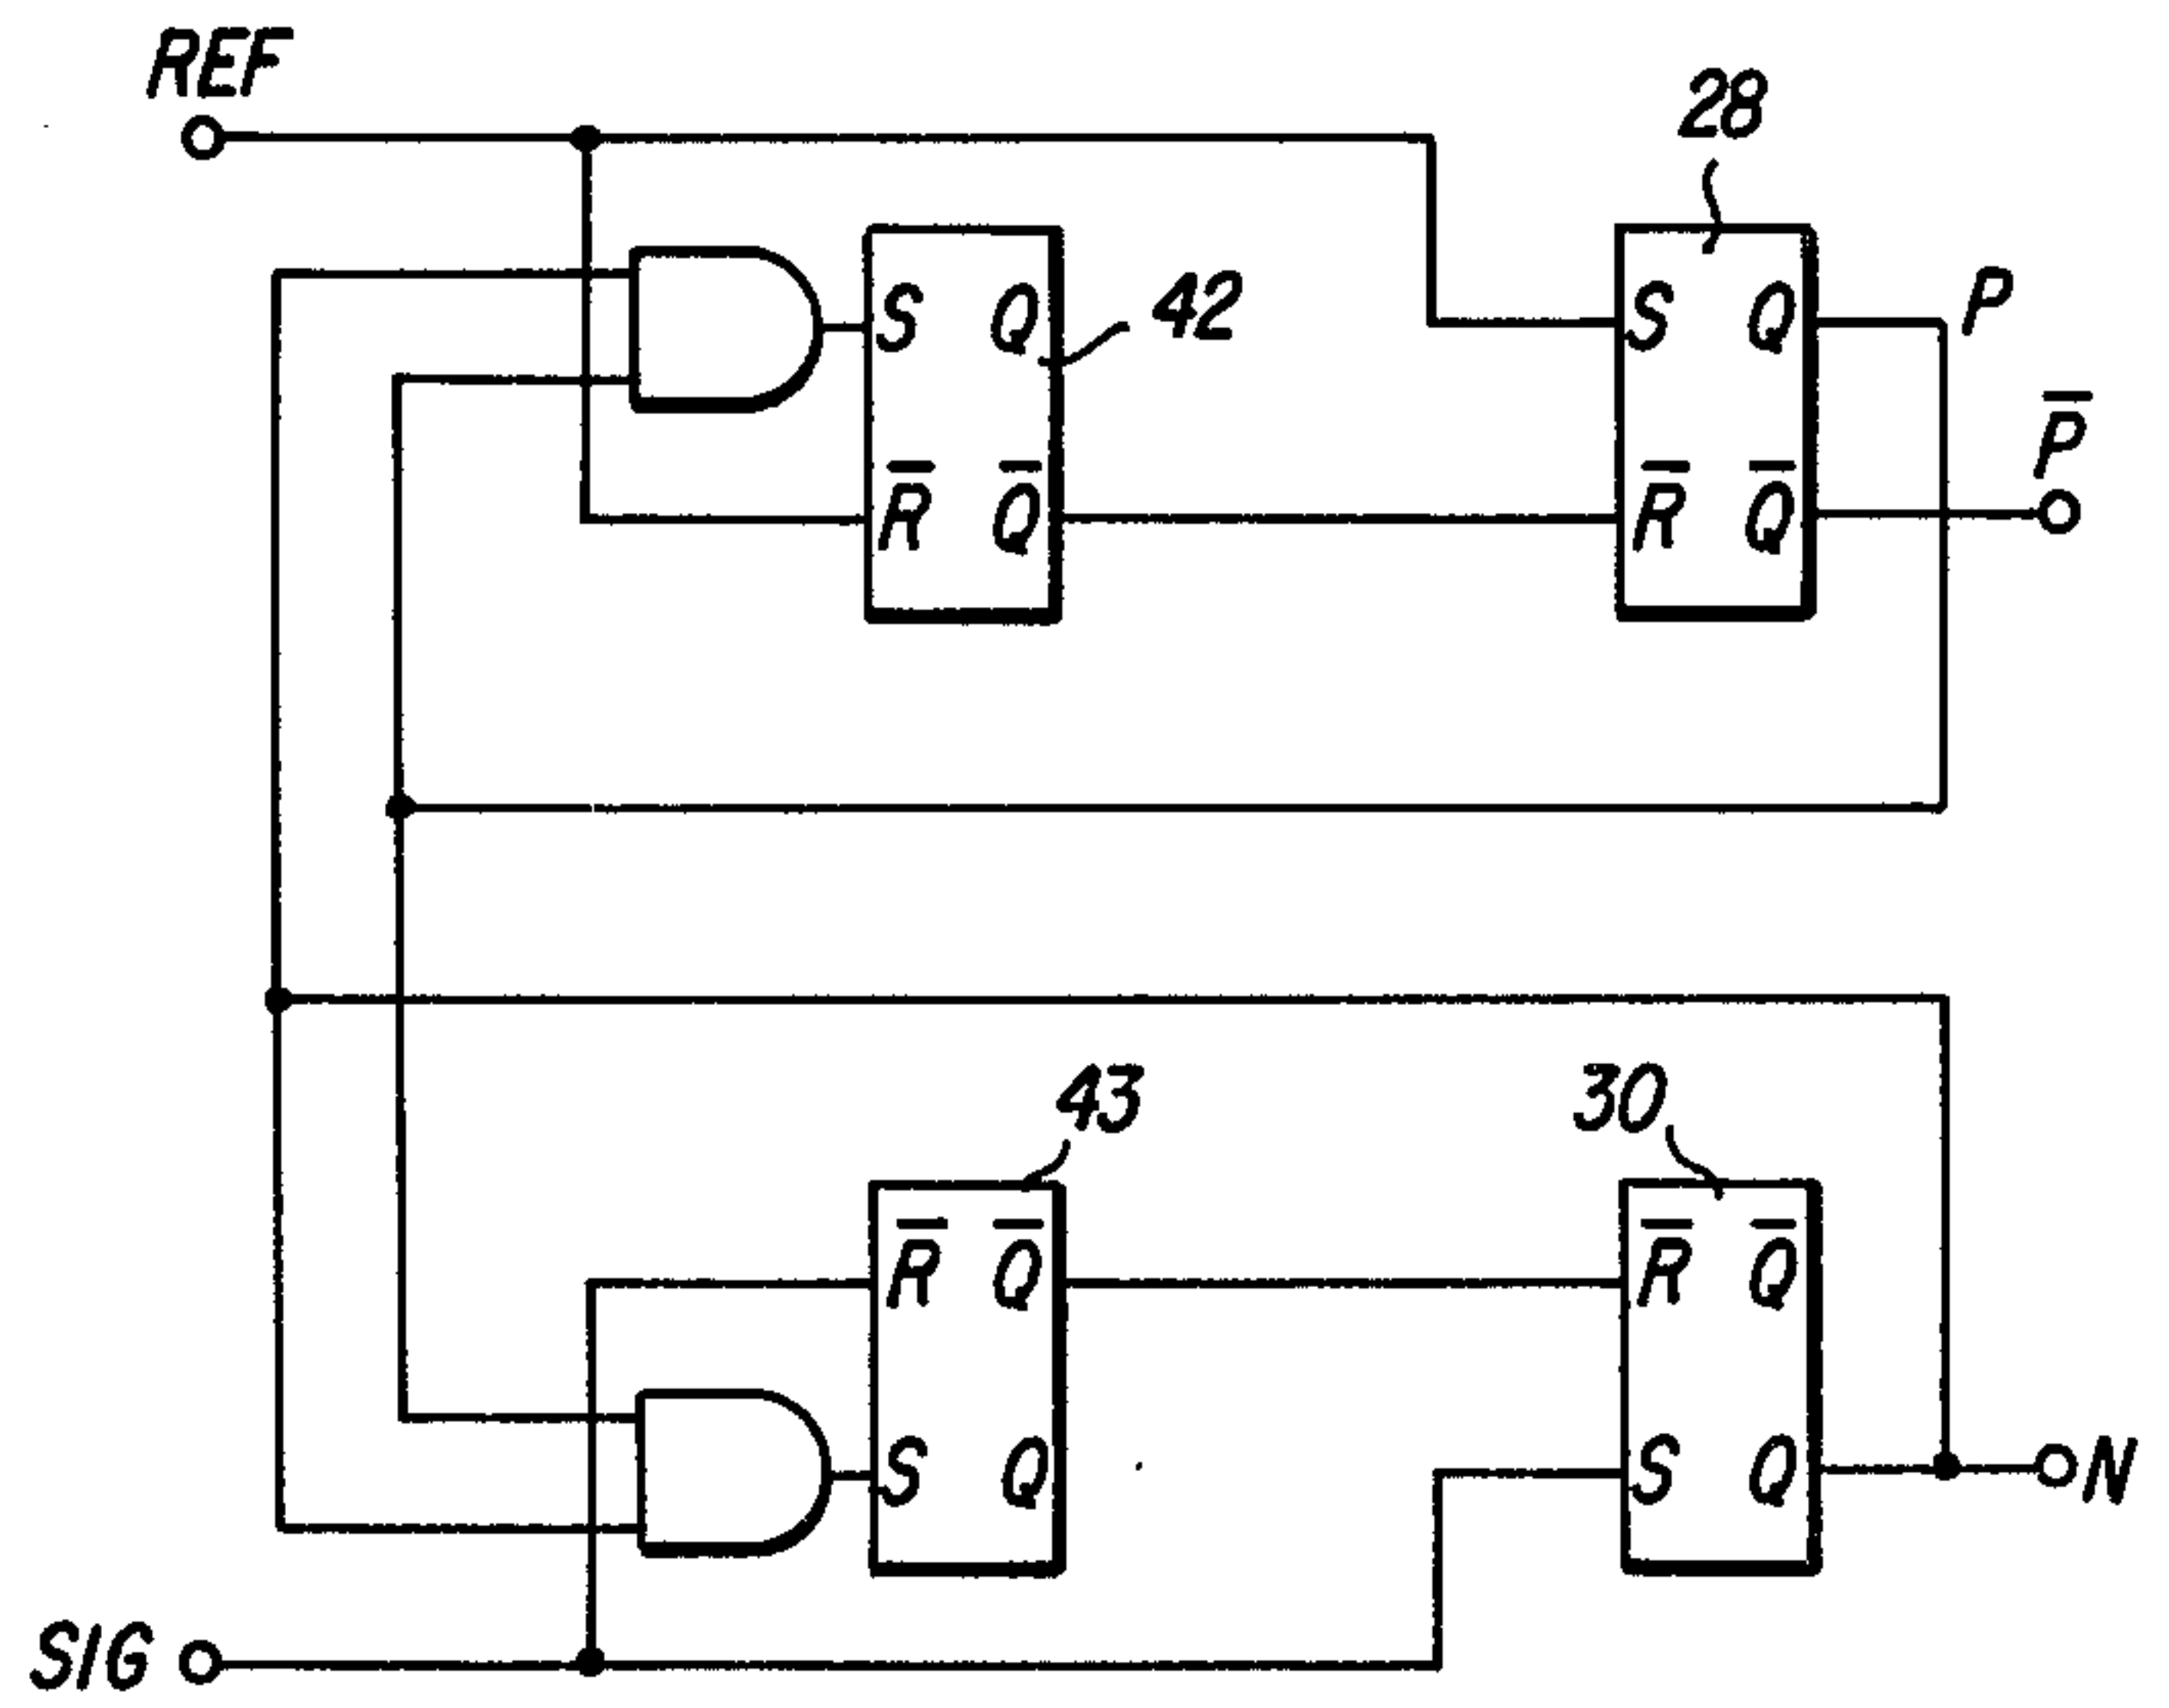 REF
28
S Q
42
S Q
P
P̅
R̅ Q̅
R̅ Q̅
43
30
R̅ Q̅
R̅ Q̅
S Q
S Q
N
SIG